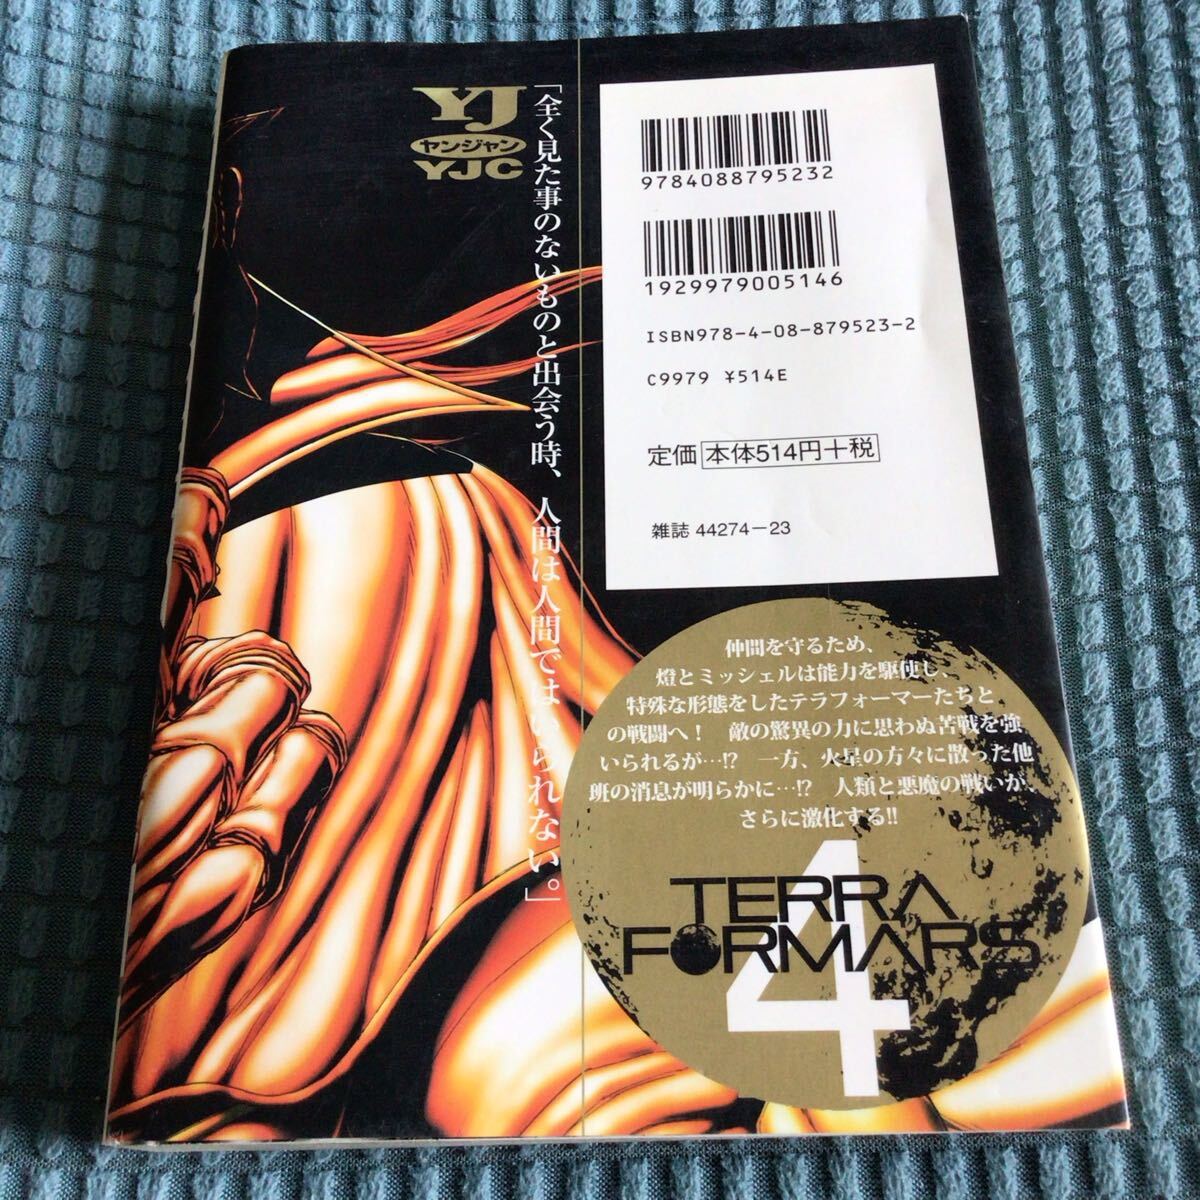 YJ
ヤンジャン
YJC
「全く見た事のないものと出会う時、人間は人間ではいられない。」
9784088795232
1929979005146
ISBN978-4-08-879523-2
C9979 ¥514E
定価 本体514円+税
雑誌 44274-23
仲間を守るため、
燈とミッシェルは能力を駆使し、
特殊な形態をしたテラフォーマーたちと
の戦闘へ! 敵の驚異の力に思わぬ苦戦を強
いられるが…!? 一方、火星の方々に散った他
班の消息が明らかに…!? 人類と悪魔の戦いが、
さらに激化する!!
4
TERRA
FORMARS